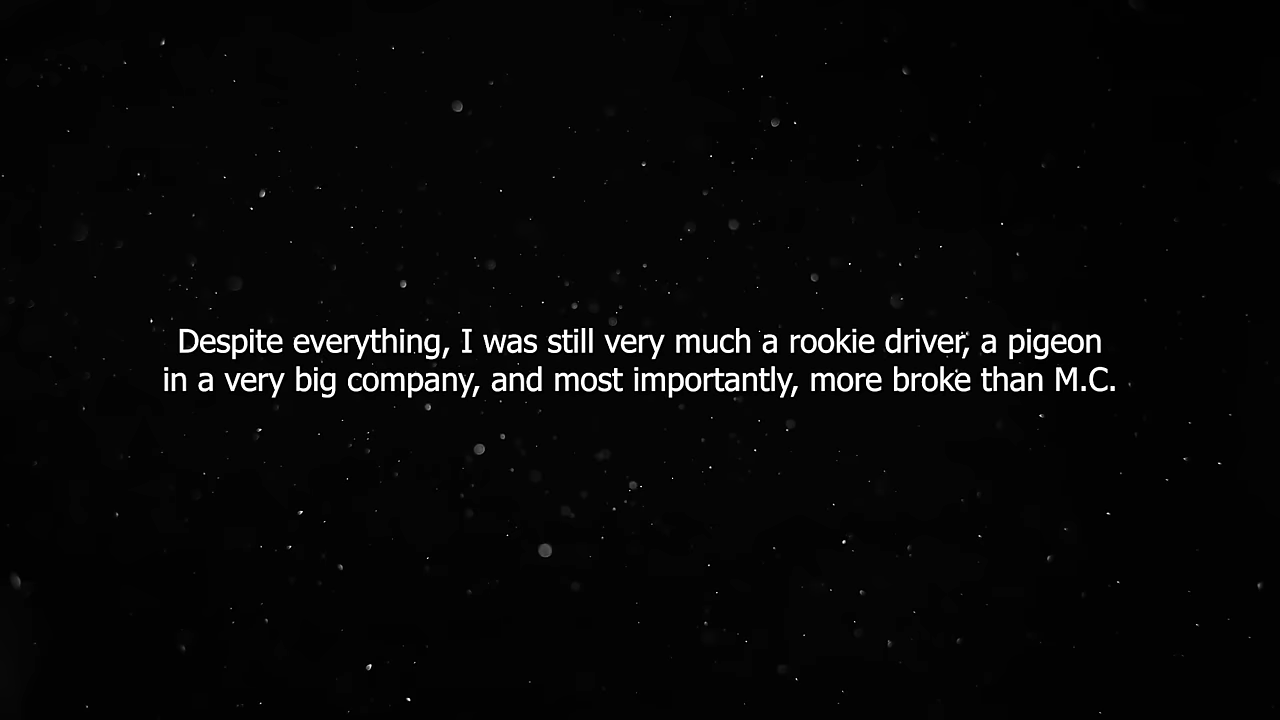 Despite everything, I was still very much a rookie driver, a pigeon
in a very big company, and most importantly, more broke than M.C.